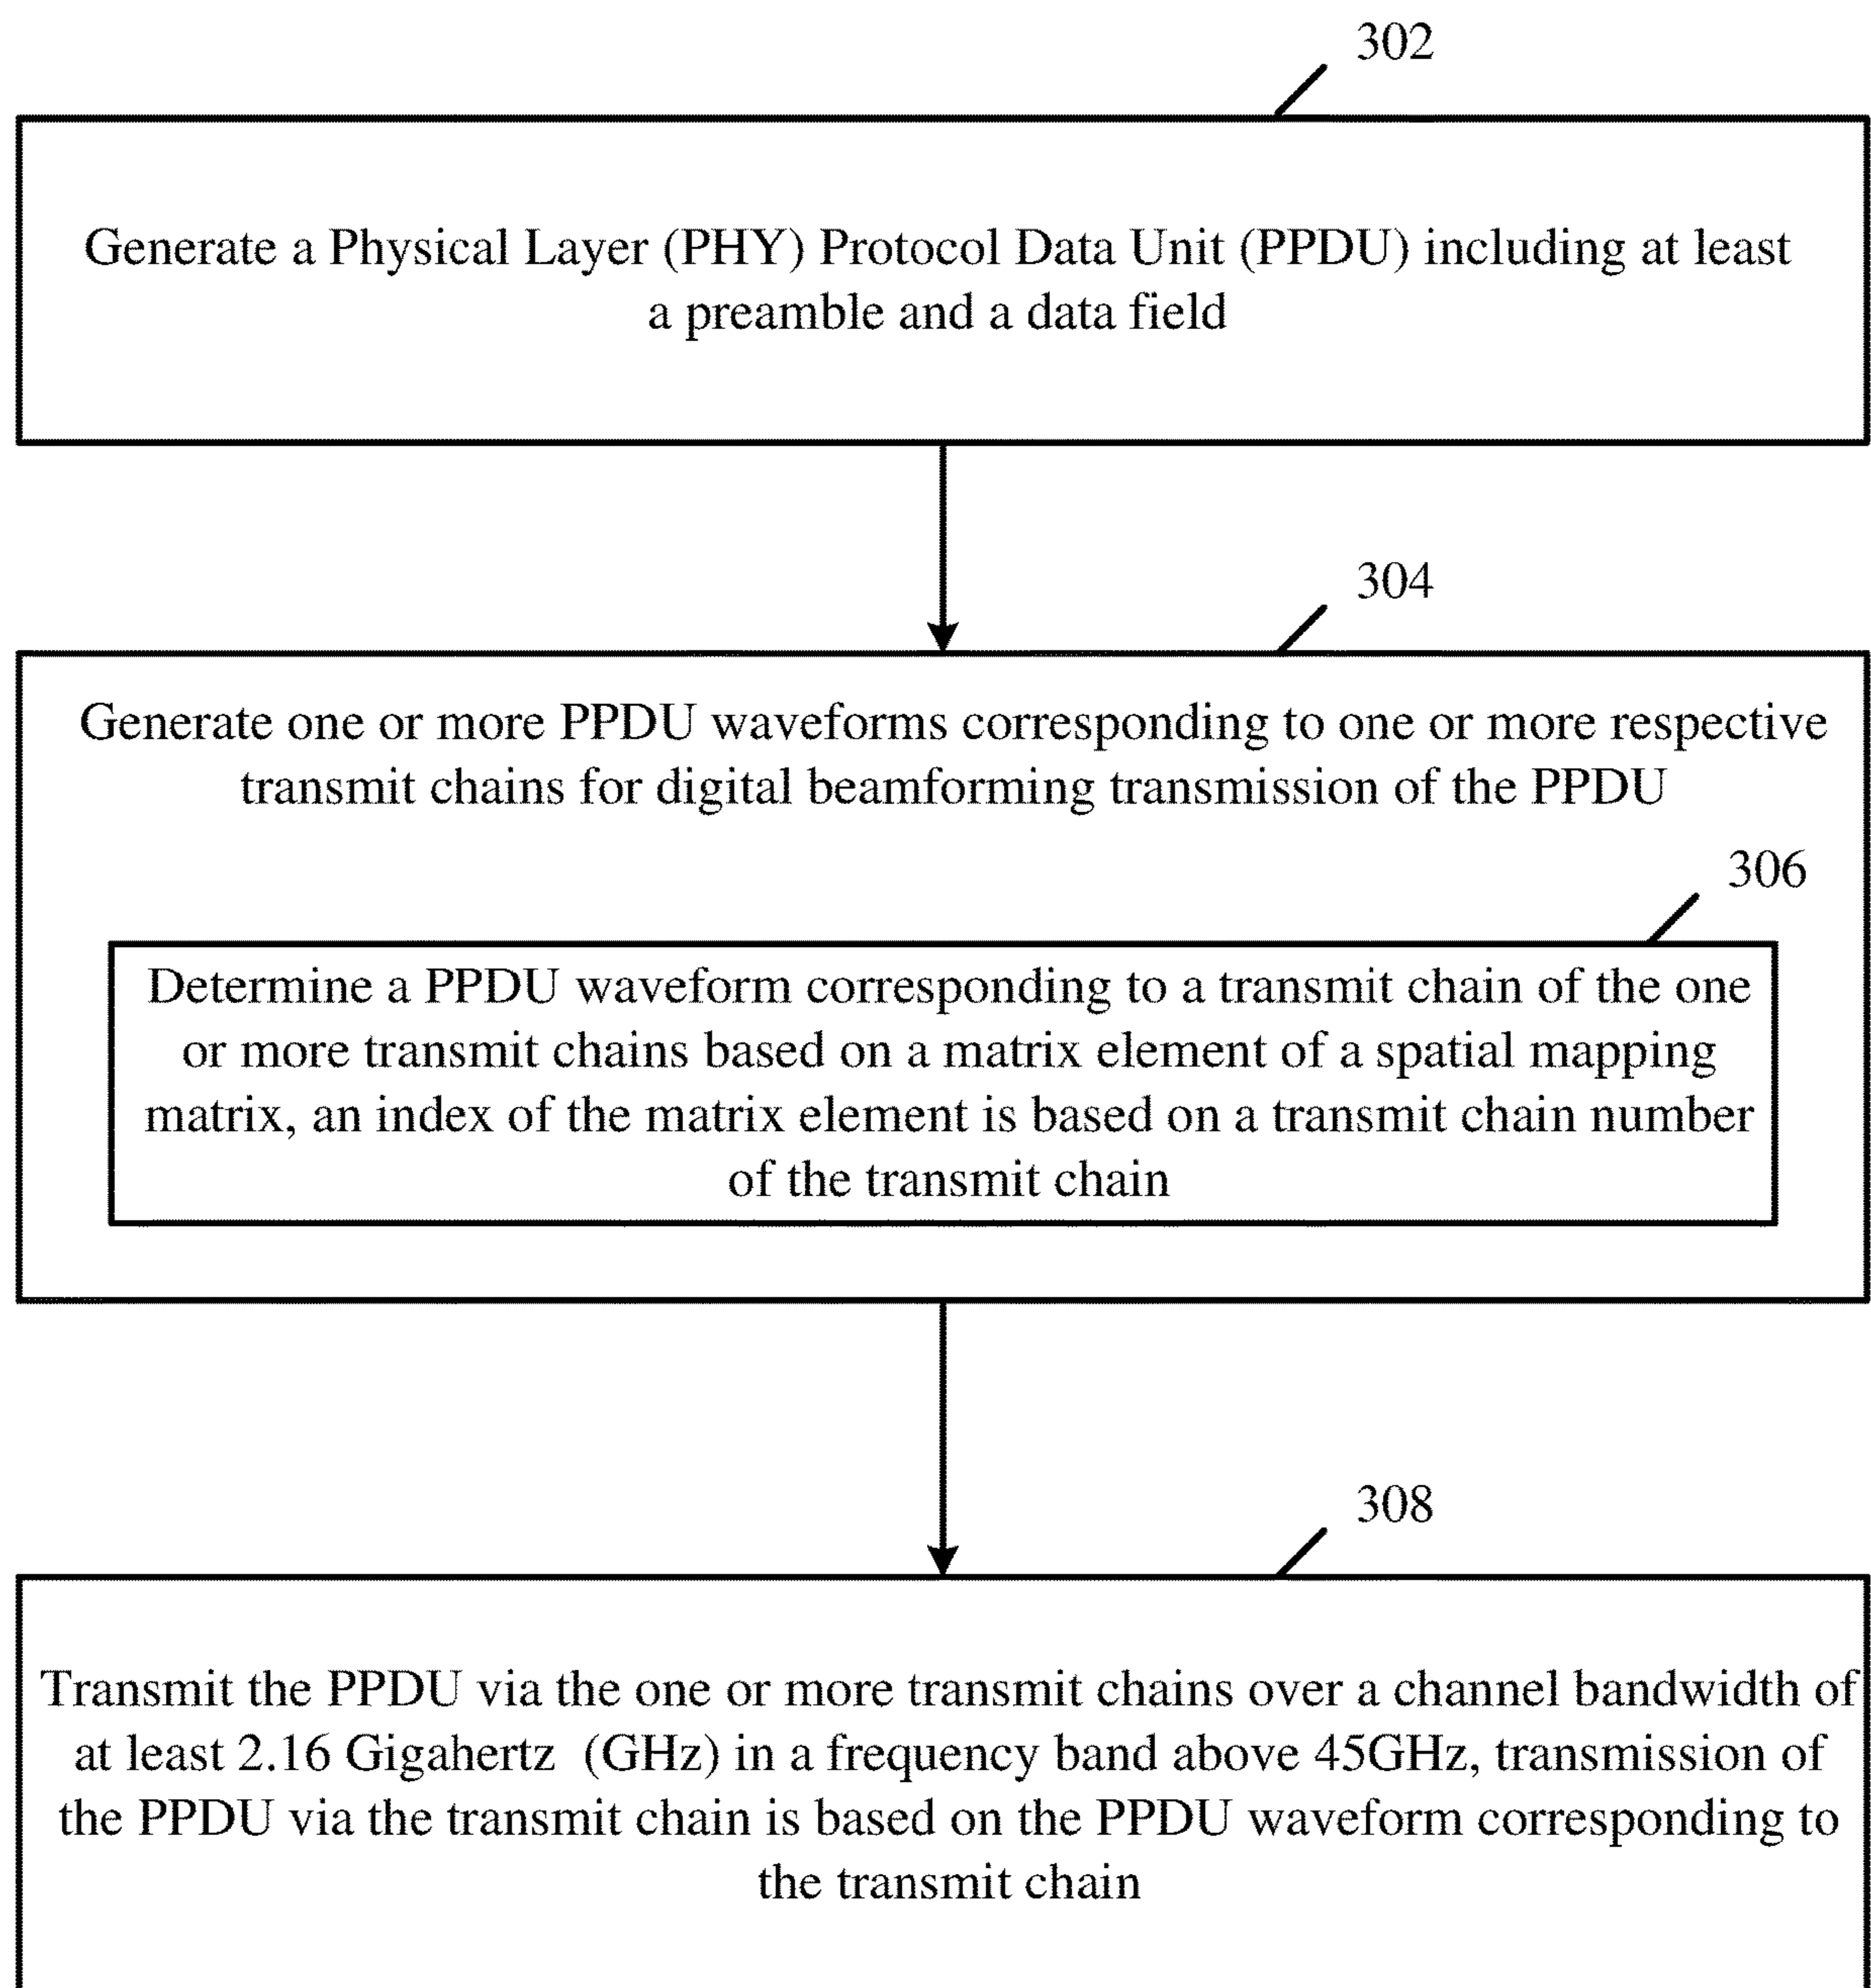 302
Generate a Physical Layer (PHY) Protocol Data Unit (PPDU) including at least
a preamble and a data field
304
Generate one or more PPDU waveforms corresponding to one or more respective
transmit chains for digital beamforming transmission of the PPDU
306
Determine a PPDU waveform corresponding to a transmit chain of the one
or more transmit chains based on a matrix element of a spatial mapping
matrix, an index of the matrix element is based on a transmit chain number
of the transmit chain
308
Transmit the PPDU via the one or more transmit chains over a channel bandwidth of
at least 2.16 Gigahertz (GHz) in a frequency band above 45GHz, transmission of
the PPDU via the transmit chain is based on the PPDU waveform corresponding to
the transmit chain